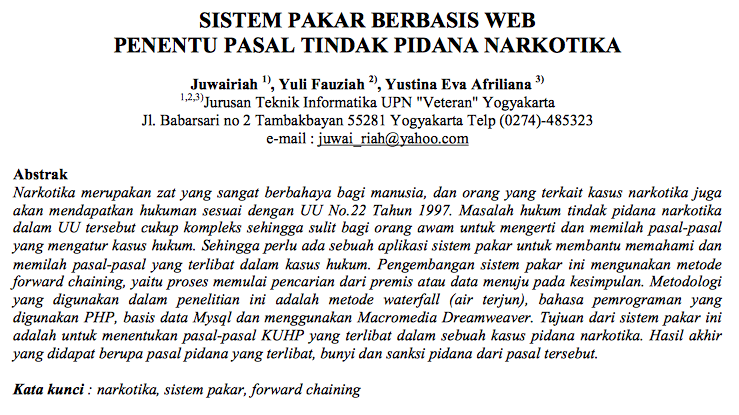 SISTEM PAKAR BERBASIS WEB
PENENTU PASAL TINDAK PIDANA NARKOTIKA
Juwairiah 1), Yuli Fauziah 2), Yustina Eva Afriliana 3)
1,2,3)Jurusan Teknik Informatika UPN "Veteran" Yogyakarta
Jl. Babarsari no 2 Tambakbayan 55281 Yogyakarta Telp (0274)-485323
e-mail : juwai_riah@yahoo.com
Abstrak
Narkotika merupakan zat yang sangat berbahaya bagi manusia, dan orang yang terkait kasus narkotika juga
akan mendapatkan hukuman sesuai dengan UU No.22 Tahun 1997. Masalah hukum tindak pidana narkotika
dalam UU tersebut cukup kompleks sehingga sulit bagi orang awam untuk mengerti dan memilah pasal-pasal
yang mengatur kasus hukum. Sehingga perlu ada sebuah aplikasi sistem pakar untuk membantu memahami dan
memilah pasal-pasal yang terlibat dalam kasus hukum. Pengembangan sistem pakar ini mengunakan metode
forward chaining, yaitu proses memulai pencarian dari premis atau data menuju pada kesimpulan. Metodologi
yang digunakan dalam penelitian ini adalah metode waterfall (air terjun), bahasa pemrograman yang
digunakan PHP, basis data Mysql dan menggunakan Macromedia Dreamweaver. Tujuan dari sistem pakar ini
adalah untuk menentukan pasal-pasal KUHP yang terlibat dalam sebuah kasus pidana narkotika. Hasil akhir
yang didapat berupa pasal pidana yang terlibat, bunyi dan sanksi pidana dari pasal tersebut.
Kata kunci : narkotika, sistem pakar, forward chaining